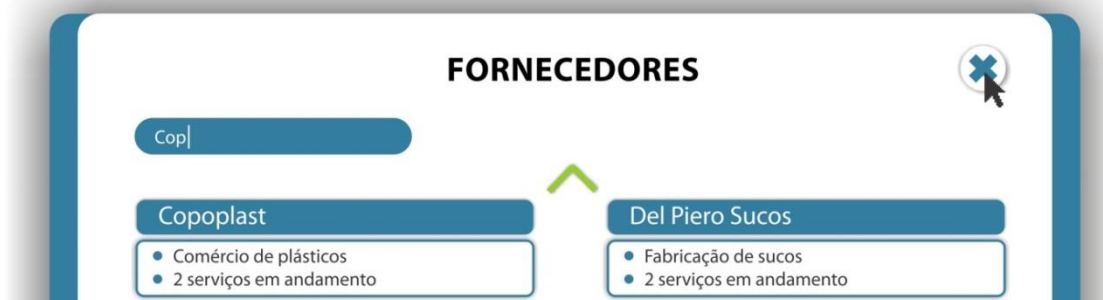 FORNECEDORES
Cop
Copoplast
Comércio de plásticos
2 serviços em andamento
Del Piero Sucos
Fabricação de sucos
2 serviços em andamento